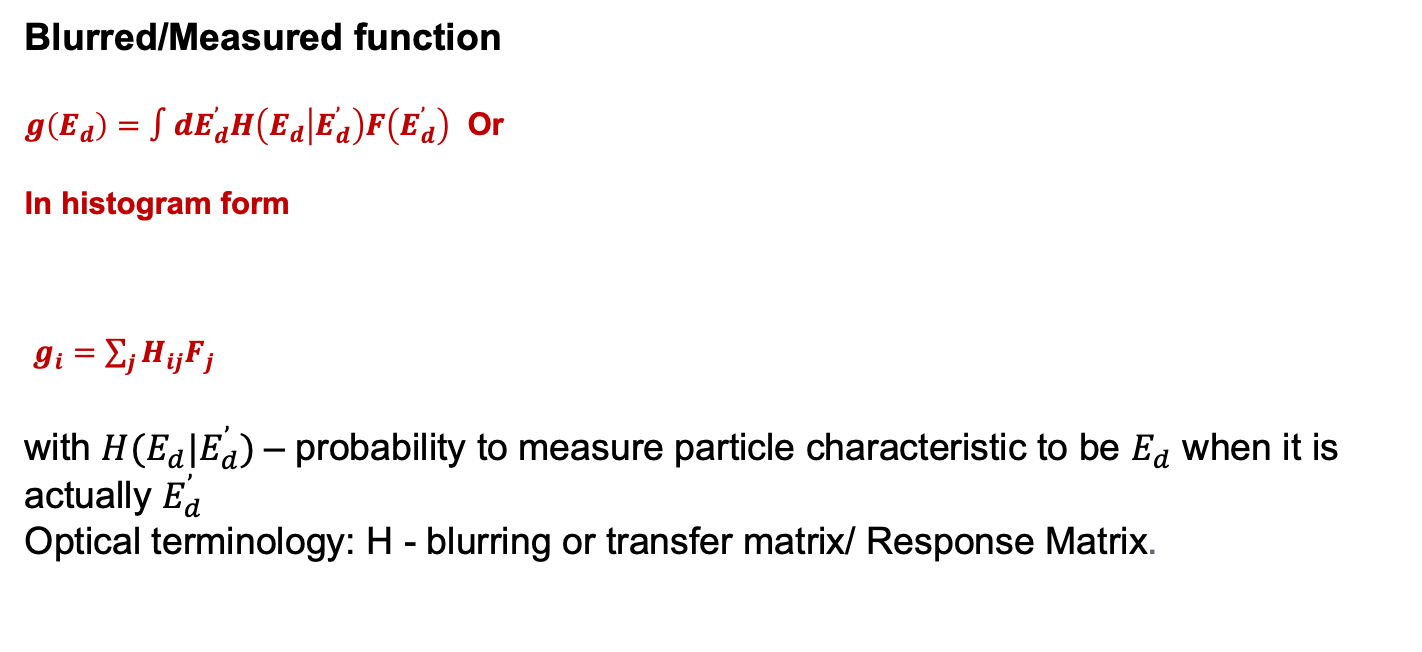 Blurred/Measured function
g(E_d) = ∫ dE'_d H(E_d|E'_d)F(E'_d) Or
In histogram form
g_i = ∑_j H_ij F_j
with H(E_d|E'_d) – probability to measure particle characteristic to be E_d when it is
actually E'_d
Optical terminology: H - blurring or transfer matrix/ Response Matrix.